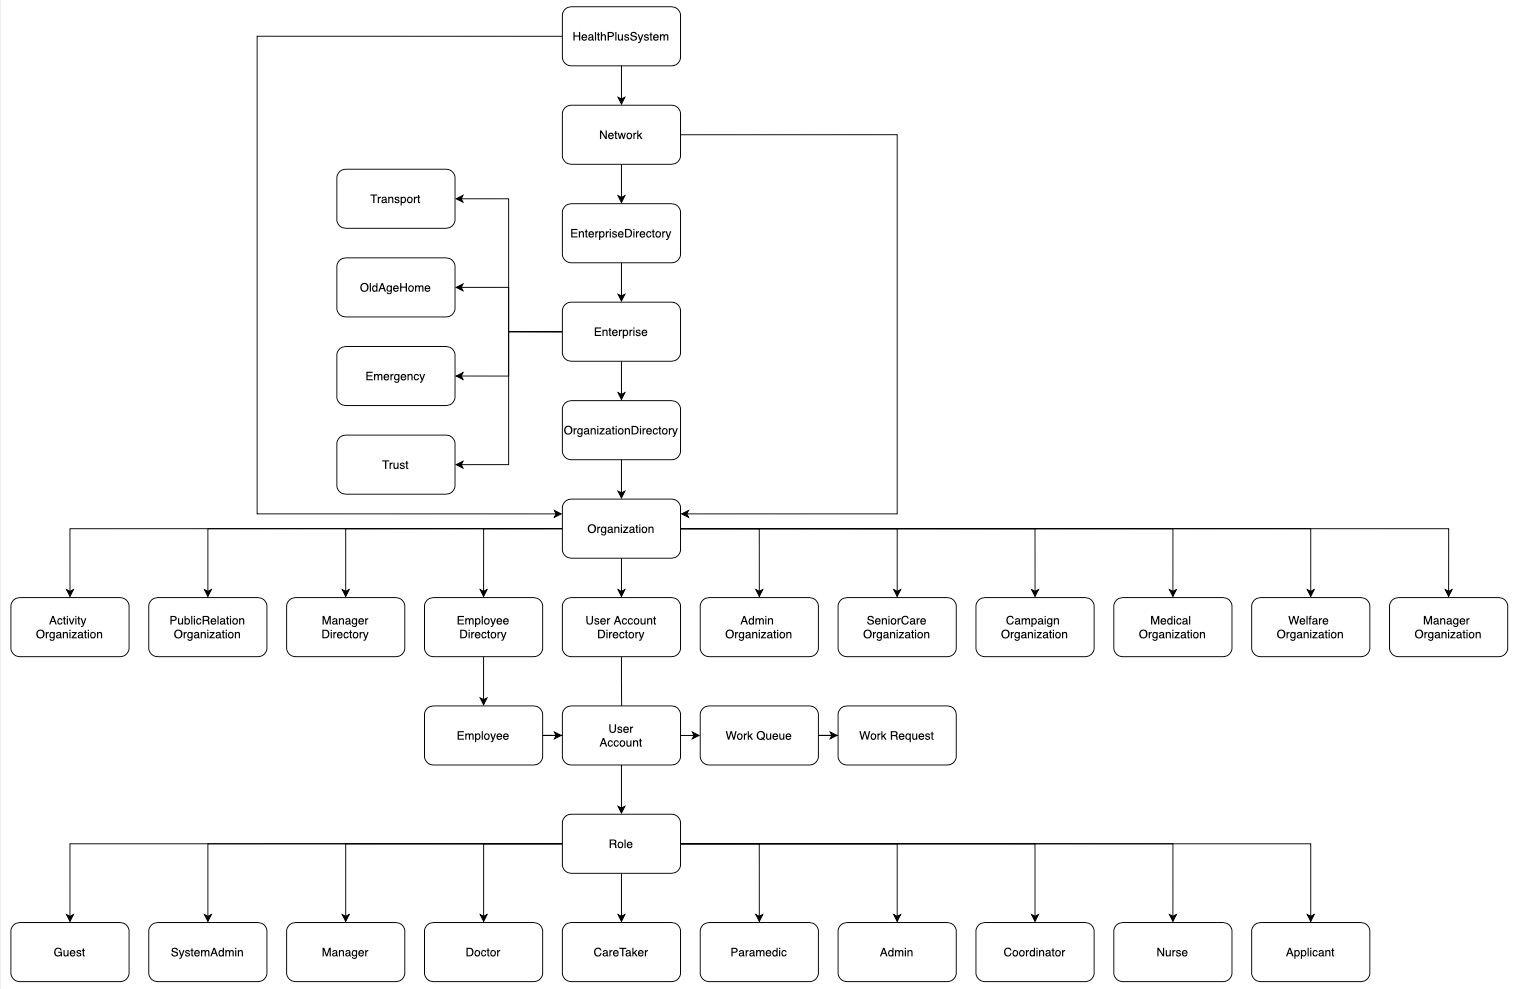 HealthPlusSystem
Network
Transport
EnterpriseDirectory
OldAgeHome
Enterprise
Emergency
OrganizationDirectory
Trust
Organization
Activity
Organization
PublicRelation
Organization
Manager
Directory
Employee
Directory
User Account
Directory
Admin
Organization
SeniorCare
Organization
Campaign
Organization
Medical
Organization
Welfare
Organization
Manager
Organization
Employee
User
Account
Work Queue
Work Request
Role
Guest
SystemAdmin
Manager
Doctor
CareTaker
Paramedic
Admin
Coordinator
Nurse
Applicant